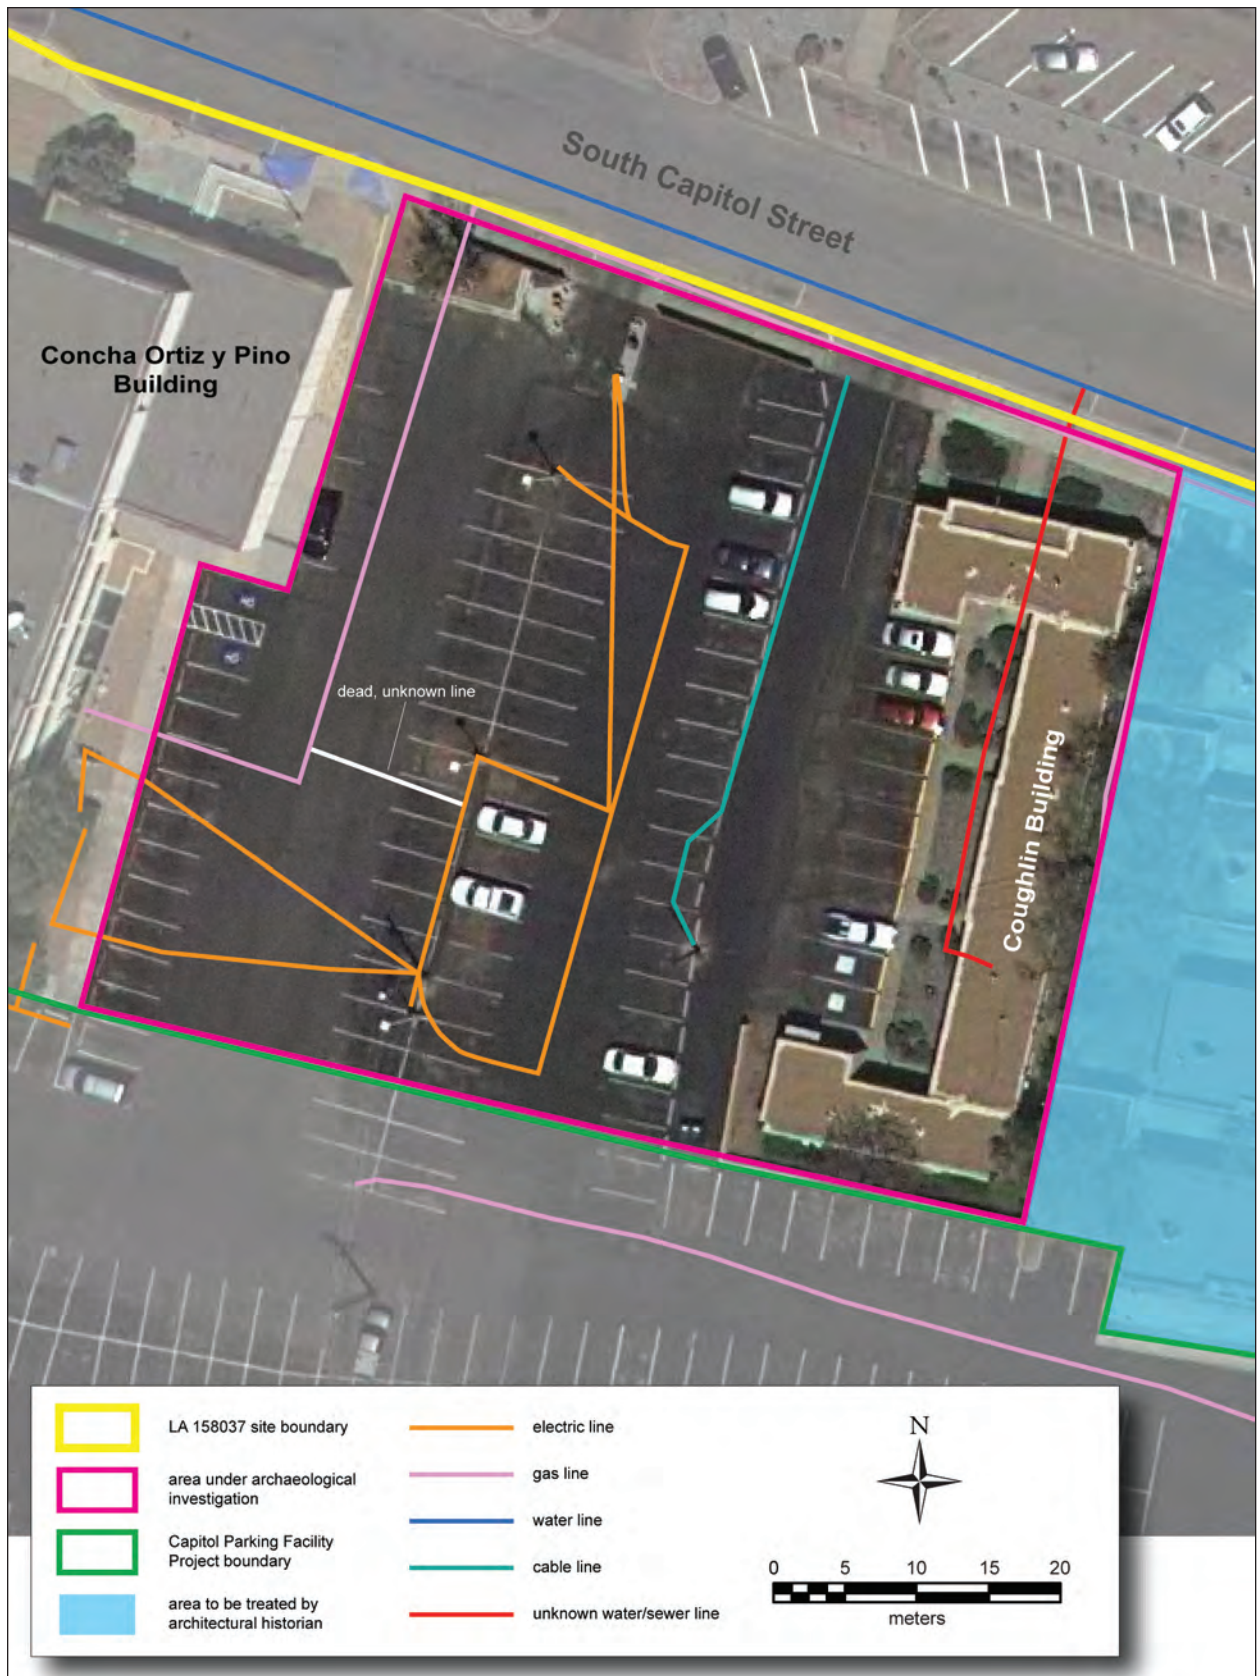 South Capitol Street
Concha Ortiz y Pino
Building
dead, unknown line
Coughlin Building
LA 158037 site boundary
area under archaeological
investigation
Capitol Parking Facility
Project boundary
area to be treated by
architectural historian
electric line
gas line
water line
cable line
unknown water/sewer line
N
0 5 10 15 20
meters